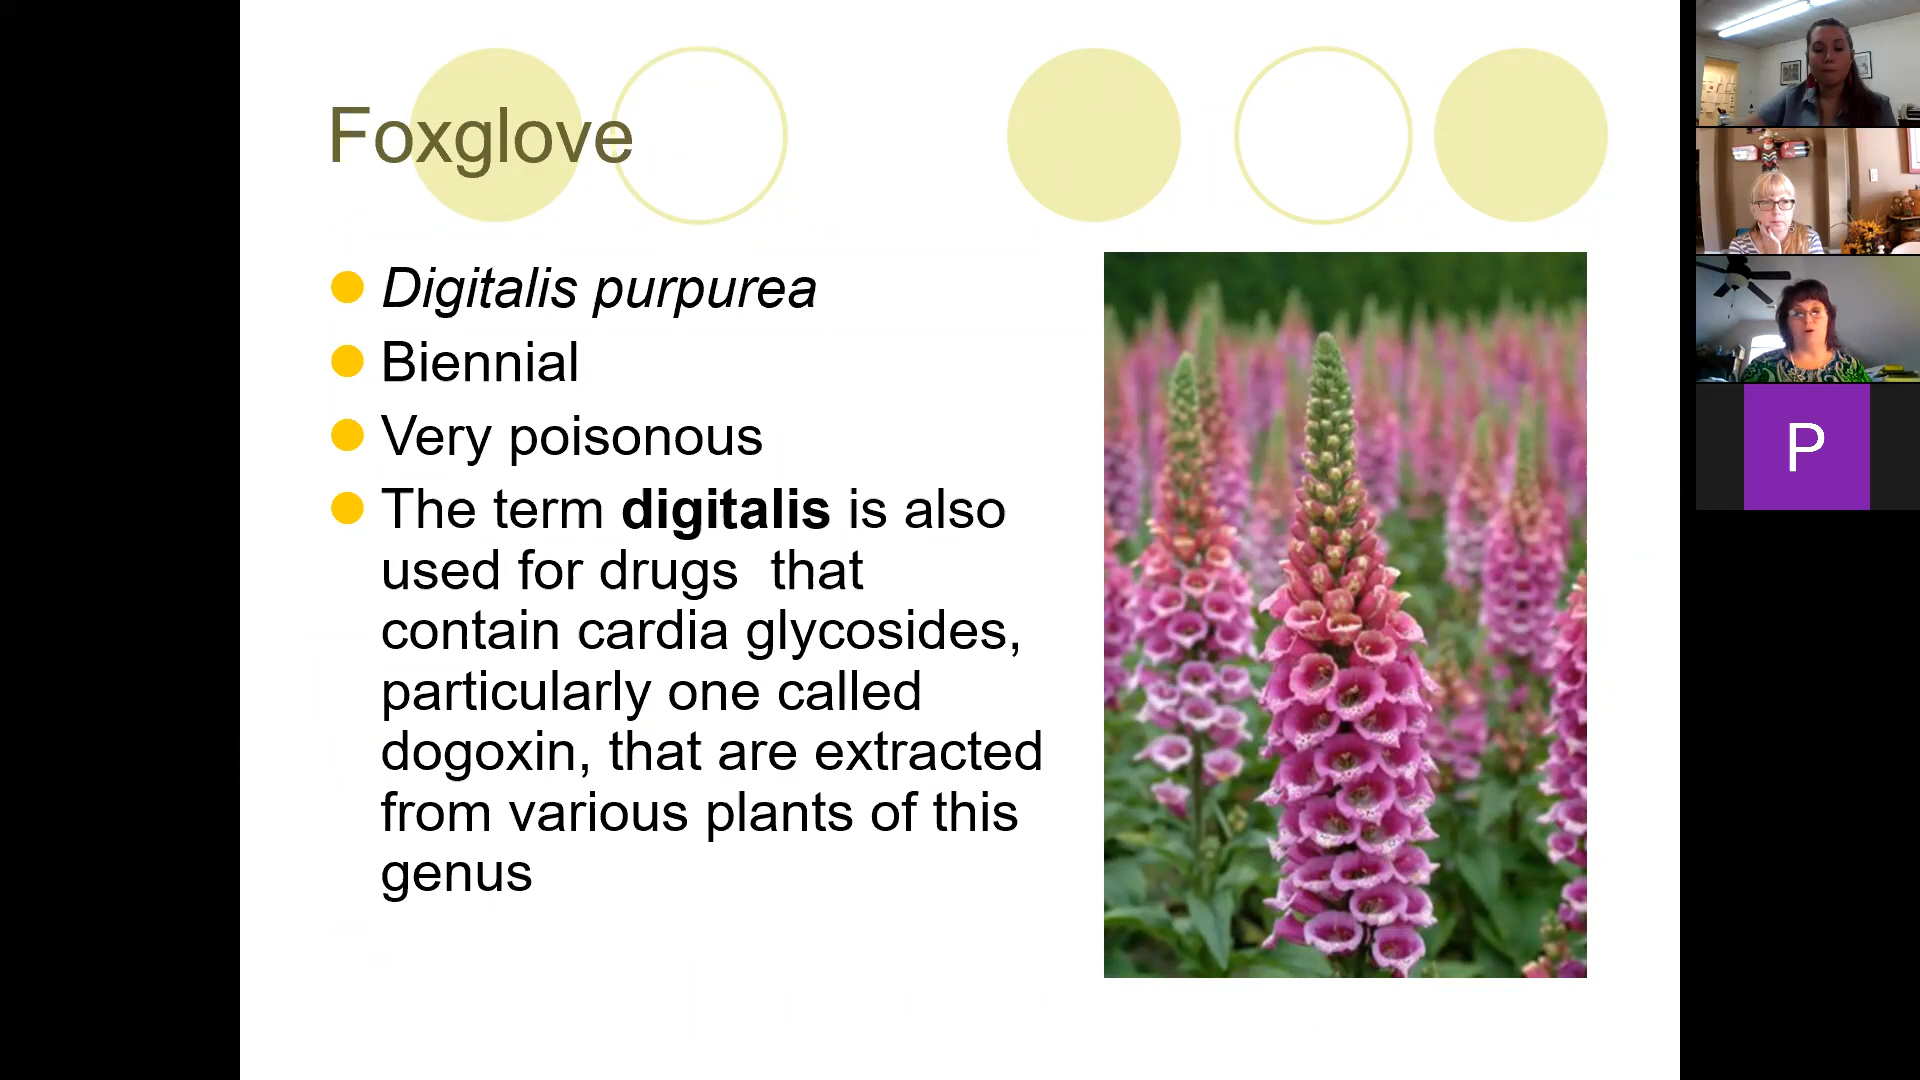 Foxglove
Digitalis purpurea
Biennial
Very poisonous
The term digitalis is also
used for drugs  that
contain cardia glycosides,
particularly one called
dogoxin, that are extracted
from various plants of this
genus
P